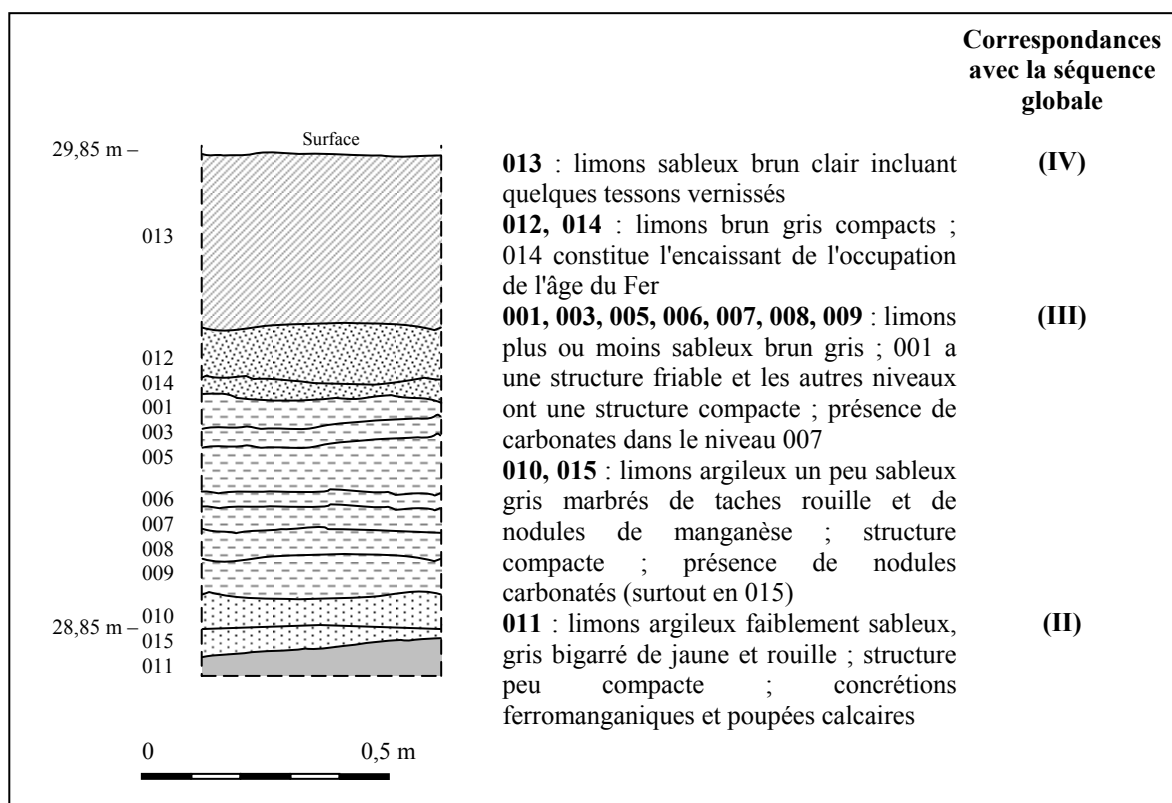 Correspondances
avec la séquence
globale
Surface
29,85 m –
013
012
014
001
003
005
006
007
008
009
010
28,85 m –
015
011
0 0,5 m
013 : limons sableux brun clair incluant
quelques tessons vernissés
(IV)
012, 014 : limons brun gris compacts ;
014 constitue l'encaissant de l'occupation
de l'âge du Fer
001, 003, 005, 006, 007, 008, 009 : limons
plus ou moins sableux brun gris ; 001 a
une structure friable et les autres niveaux
ont une structure compacte ; présence de
carbonates dans le niveau 007
(III)
010, 015 : limons argileux un peu sableux
gris marbrés de taches rouille et de
nodules de manganèse ; structure
compacte ; présence de nodules
carbonatés (surtout en 015)
011 : limons argileux faiblement sableux,
gris bigarré de jaune et rouille ; structure
peu compacte ; concrétions
ferromanganiques et poupées calcaires
(II)